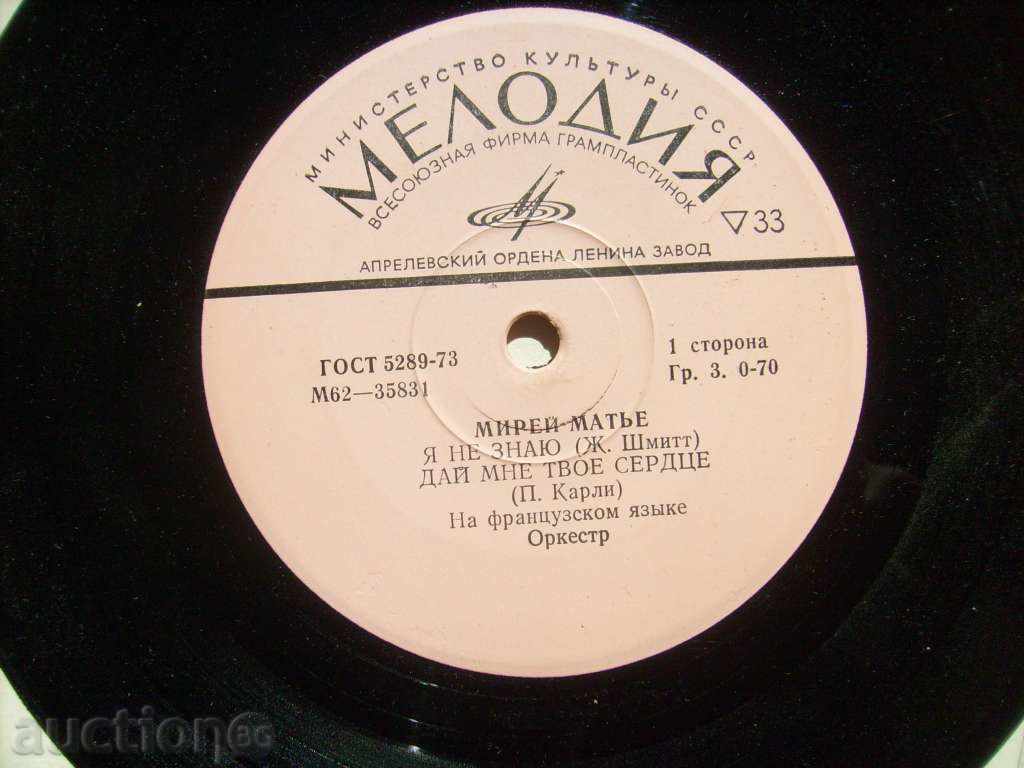 МИНИСТЕРСТВО КУЛЬТУРЫ СССР
МЕЛОДИЯ
ВСЕСОЮЗНАЯ ФИРМА ГРАМПЛАСТИНОК
▽33
АПРЕЛЕВСКИЙ ОРДЕНА ЛЕНИНА ЗАВОД
ГОСТ 5289-73
М62—35831
1 сторона
Гр. 3. 0-70
МИРЕЙ МАТЬЕ
Я НЕ ЗНАЮ (Ж. Шмитт)
ДАЙ МНЕ ТВОЕ СЕРДЦЕ
(П. Карли)
На французском языке
Оркестр
auction BG